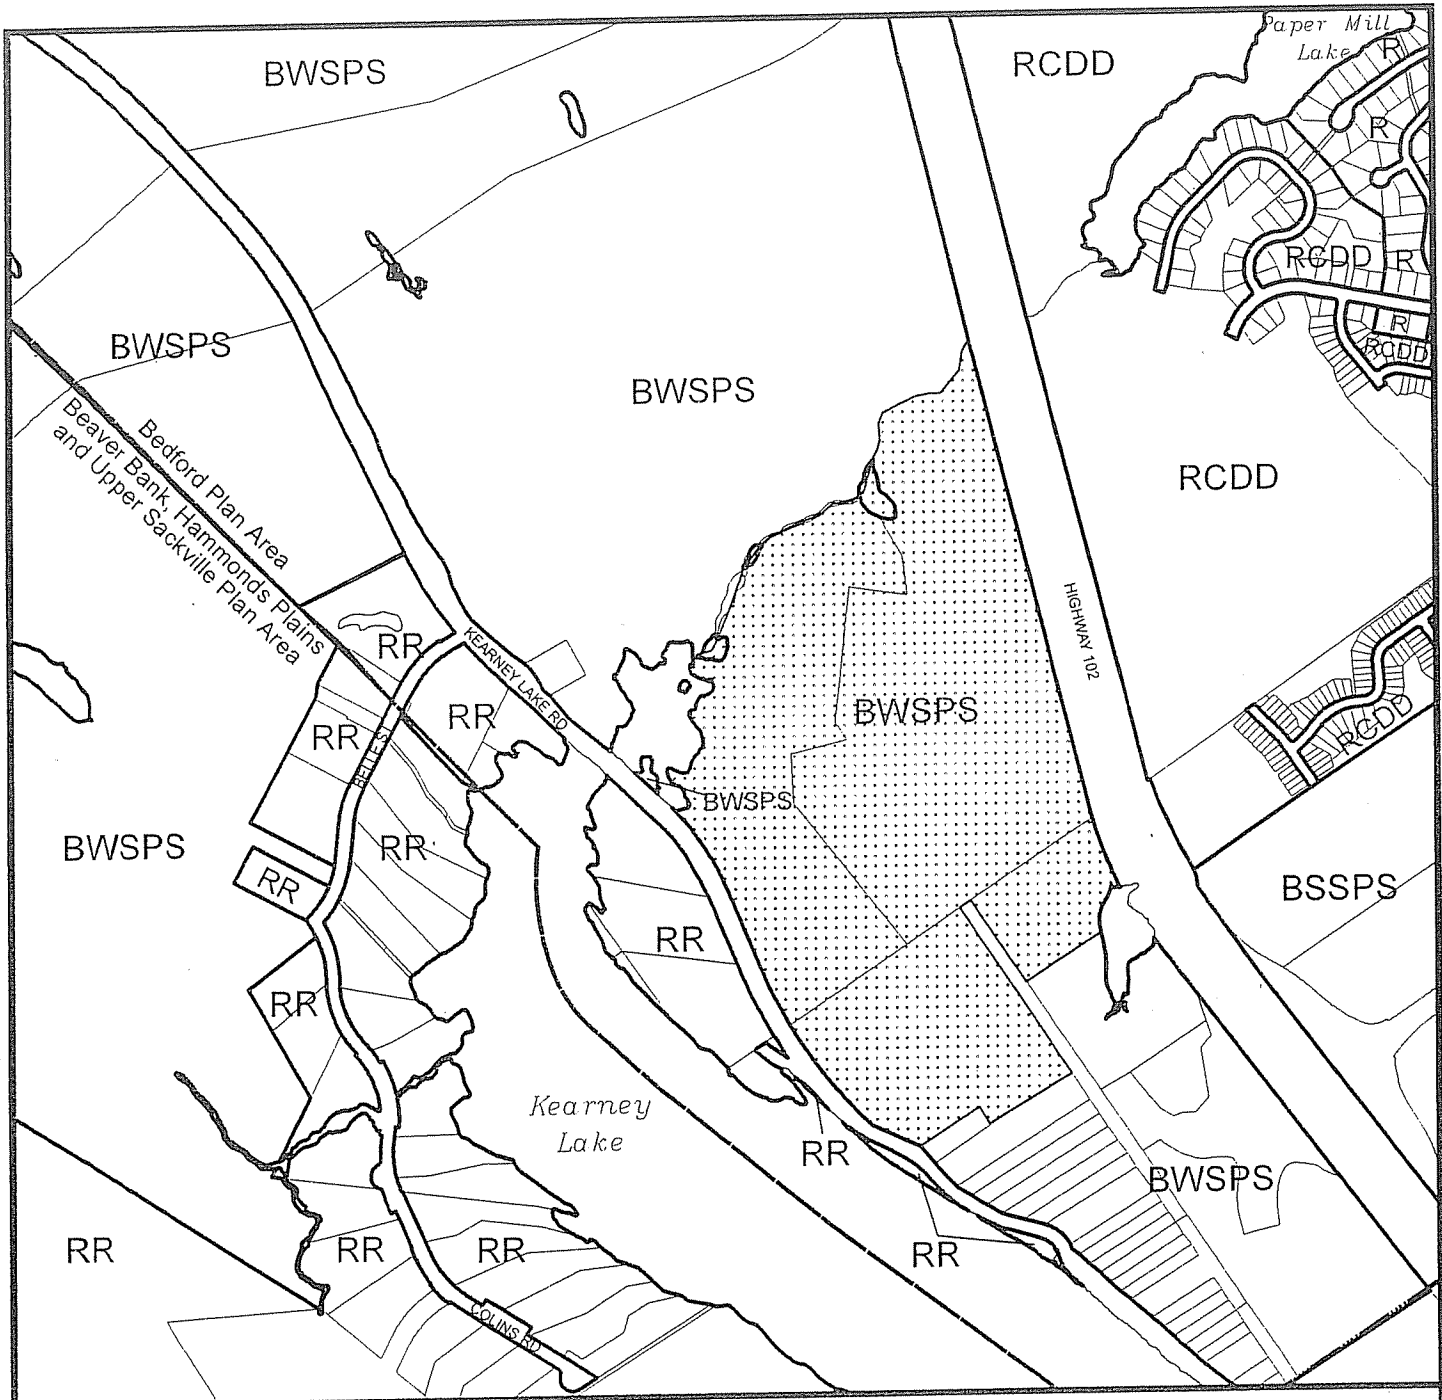 Paper Mill
Lake
BWSPS
RCDD
R
R
RCDD
R
R
RCDD
BWSPS
BWSPS
RCDD
Bedford Plan Area
Beaver Bank, Hammonds Plains
and Upper Sackville Plan Area
HIGHWAY 102
RR
KEARNEY LAKE RD
RR
BWSPS
RR
RCDD
BWSPS
BWSPS
RR
RR
BSSPS
RR
RR
Kearney
Lake
RR
BWSPS
RR
RR
RR
RR
COLINS RD